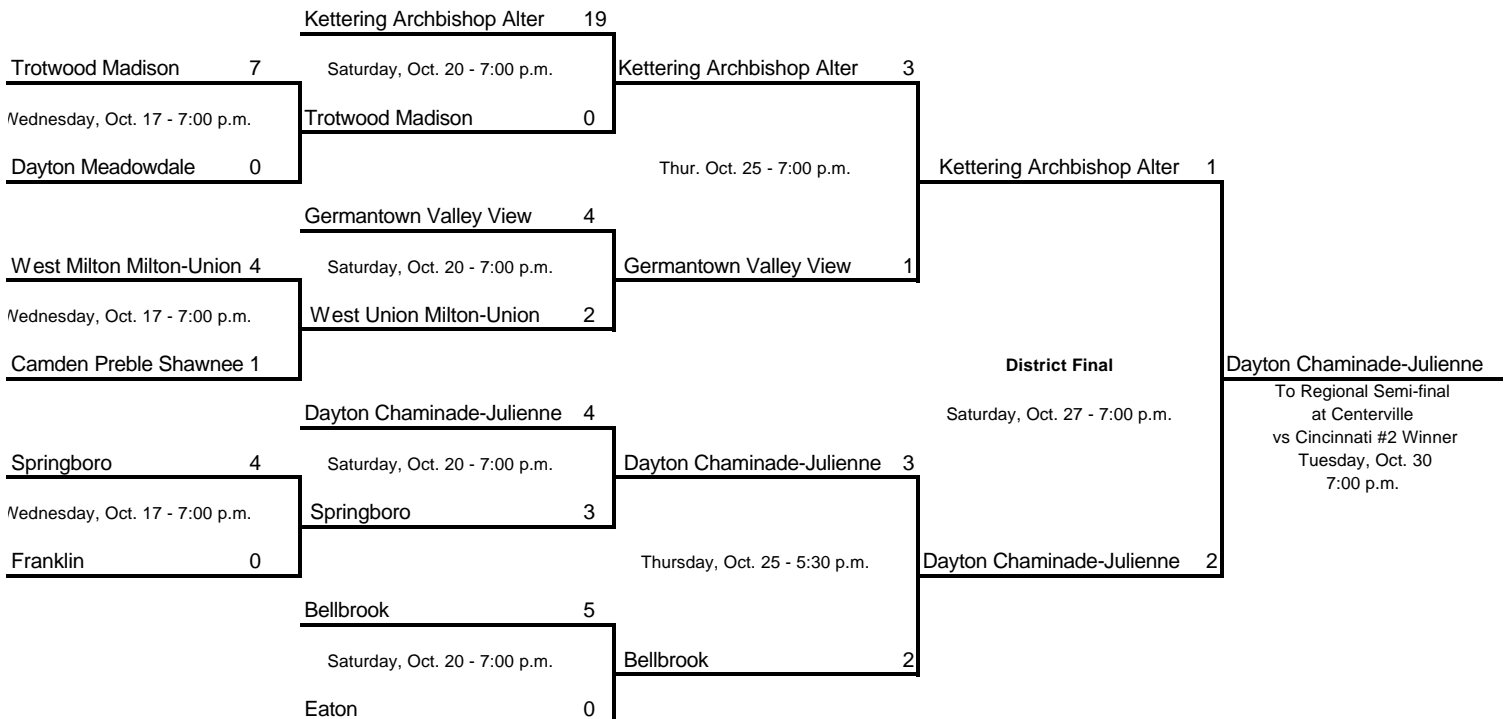 Kettering Archbishop Alter 19
Trotwood Madison 7
Saturday, Oct. 20 - 7:00 p.m.
Kettering Archbishop Alter 3
Wednesday, Oct. 17 - 7:00 p.m.
Trotwood Madison 0
Dayton Meadowdale 0
Thur. Oct. 25 - 7:00 p.m.
Kettering Archbishop Alter 1
Germantown Valley View 4
West Milton Milton-Union 4
Saturday, Oct. 20 - 7:00 p.m.
Germantown Valley View 1
Wednesday, Oct. 17 - 7:00 p.m.
West Union Milton-Union 2
Camden Preble Shawnee 1
District Final
Dayton Chaminade-Julienne
To Regional Semi-final
at Centerville
vs Cincinnati #2 Winner
Tuesday, Oct. 30
7:00 p.m.
Dayton Chaminade-Julienne 4
Saturday, Oct. 27 - 7:00 p.m.
Springboro 4
Saturday, Oct. 20 - 7:00 p.m.
Dayton Chaminade-Julienne 3
Wednesday, Oct. 17 - 7:00 p.m.
Springboro 3
Franklin 0
Thursday, Oct. 25 - 5:30 p.m.
Dayton Chaminade-Julienne 2
Bellbrook 5
Saturday, Oct. 20 - 7:00 p.m.
Bellbrook 2
Eaton 0